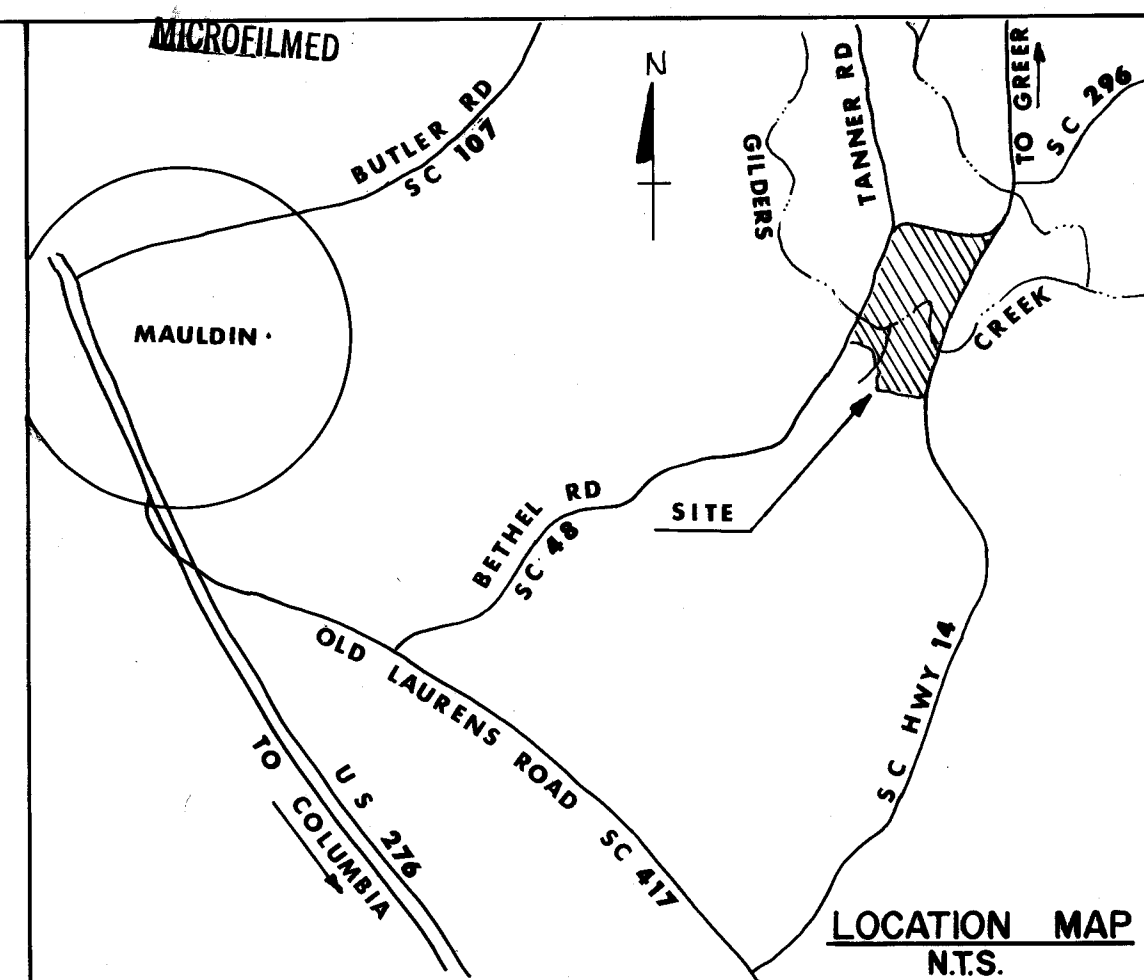 MICROFILMED
N
BUTLER RD
SC 107
GILDERS
TANNER RD
TO GREER
SC 296
MAULDIN
CREEK
BETHEL RD
SC 48
SITE
OLD LAURENS ROAD SC 417
SC HWY 14
US 276
TO COLUMBIA
LOCATION MAP
N.T.S.